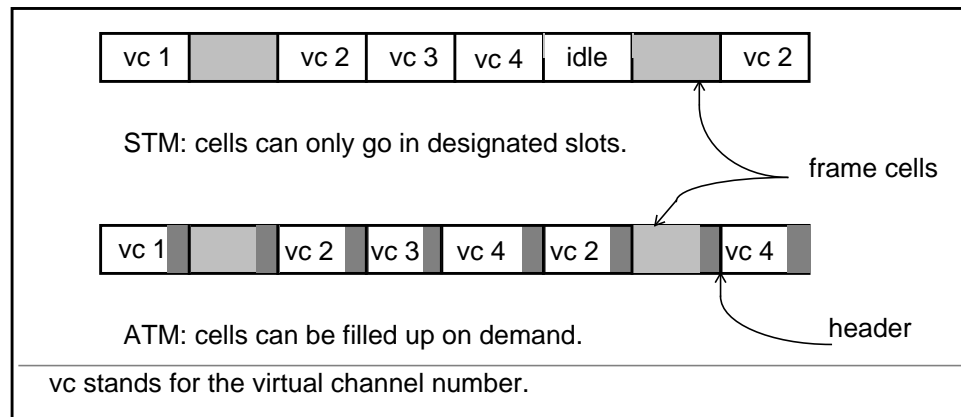 vc 1 vc 2 vc 3 vc 4 idle vc 2
STM: cells can only go in designated slots.
frame cells
vc 1 vc 2 vc 3 vc 4 vc 2 vc 4
ATM: cells can be filled up on demand.
header
vc stands for the virtual channel number.